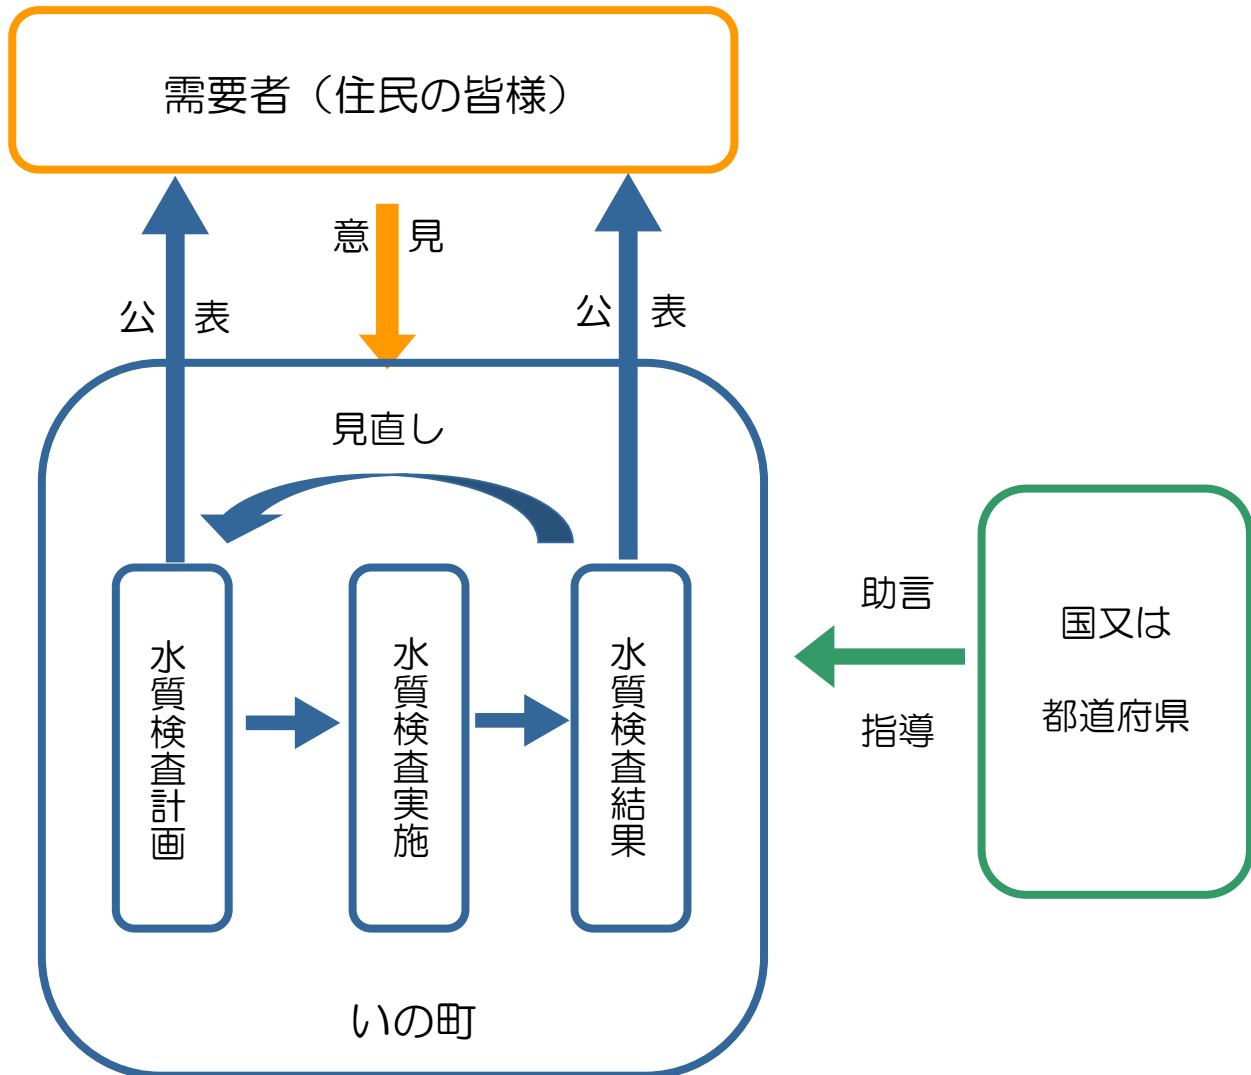 需要者（住民の皆様）
意見
公表
公表
見直し
水質検査計画
水質検査実施
水質検査結果
いの町
助言
指導
国又は
都道府県